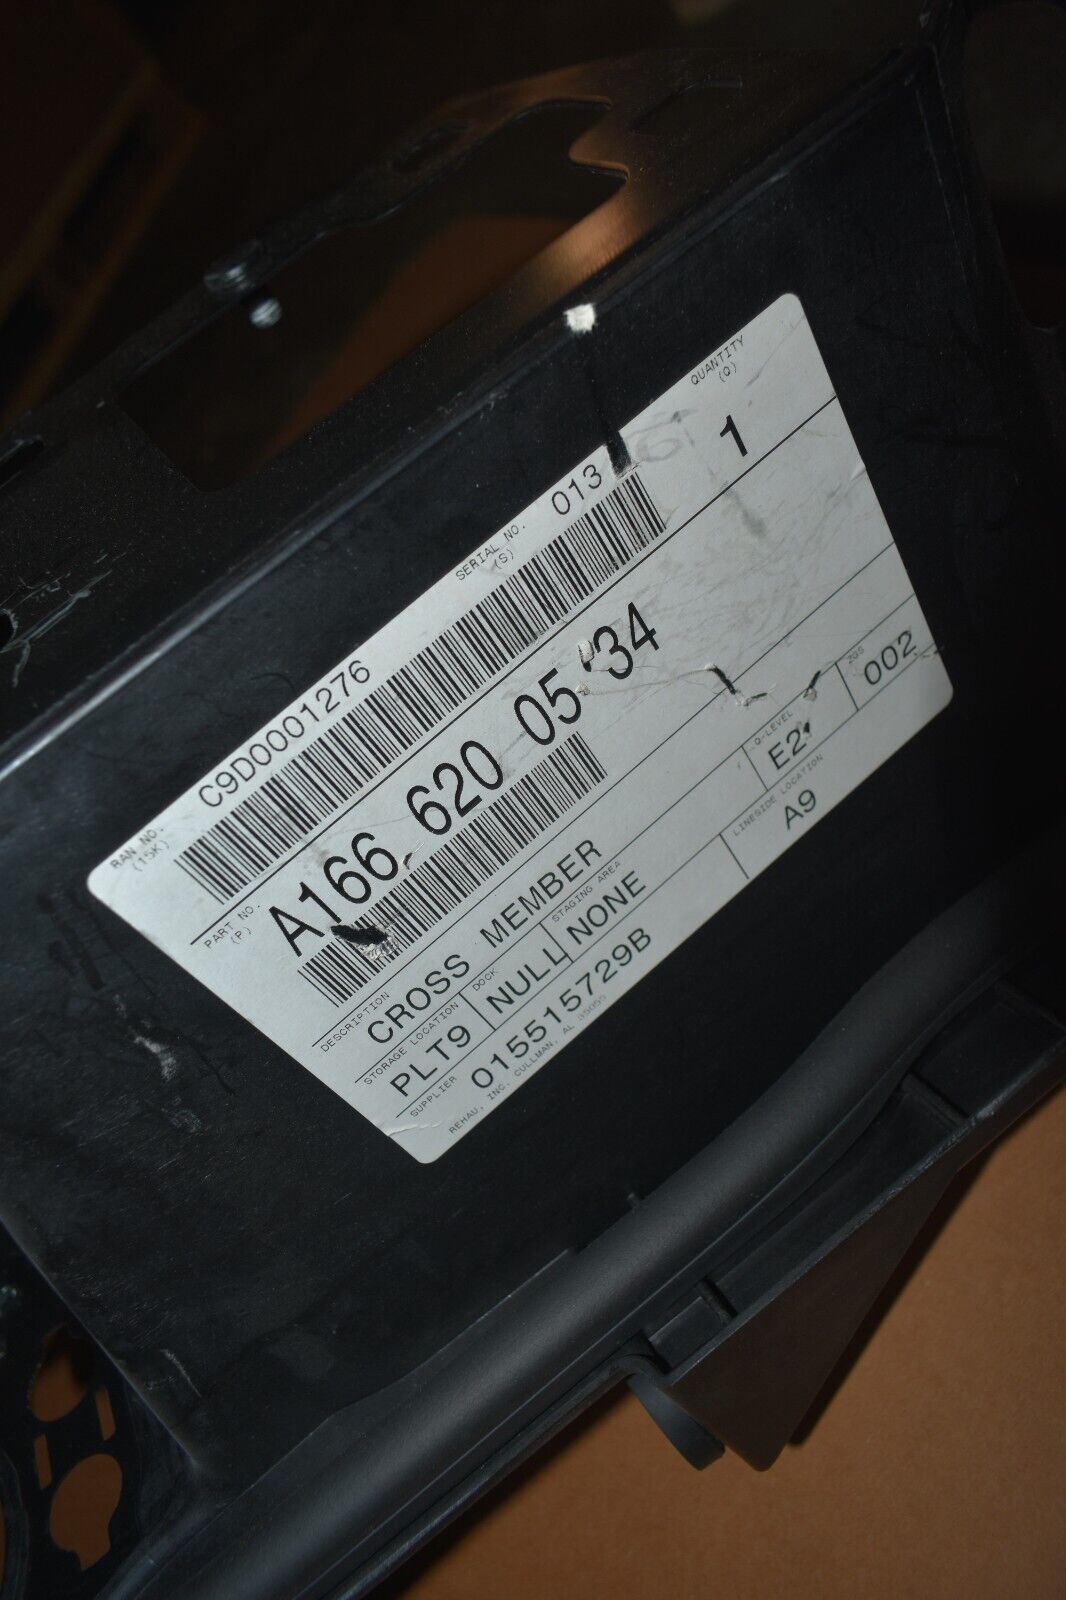 RAN NO. (15K) C9D0001276 SERIAL NO. (S) 013 QUANTITY (Q) 1
PART NO. (P) A166 620 05 34
DESCRIPTION CROSS MEMBER Q-LEVEL E2 ZGS 002
STORAGE LOCATION PLT9 DOCK NULL STAGING AREA NONE LINESIDE LOCATION A9
SUPPLIER 015515729B
REHAU, INC. CULLMAN, AL 35055